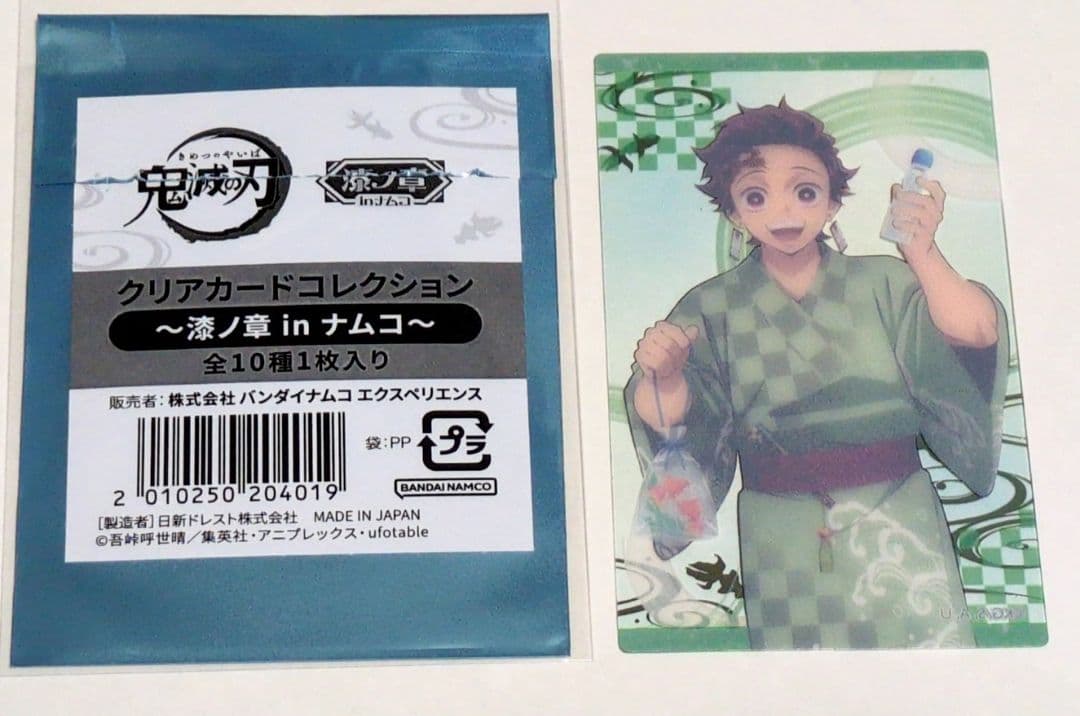 きめつのやいば
鬼滅の刃
漆ノ章
inナムコ
クリアカードコレクション
～漆ノ章 in ナムコ～
全10種1枚入り
販売者：株式会社 バンダイナムコ エクスペリエンス
袋：PP
プラ
2 010250 204019
BANDAI NAMCO
［製造者］日新ドレスト株式会社 MADE IN JAPAN
©吾峠呼世晴／集英社・アニプレックス・ufotable
©KG,S,A,U